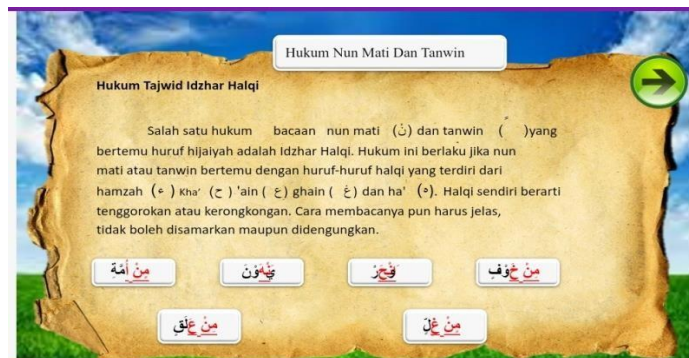 Hukum Nun Mati Dan Tanwin
Hukum Tajwid Idzhar Halqi
Salah satu hukum bacaan nun mati (نْ) dan tanwin ( ً )yang
bertemu huruf hijaiyah adalah Idzhar Halqi. Hukum ini berlaku jika nun
mati atau tanwin bertemu dengan huruf-huruf halqi yang terdiri dari
hamzah (ء) Kha’ (ح) 'ain (ع) ghain (غ) dan ha' (ه). Halqi sendiri berarti
tenggorokan atau kerongkongan. Cara membacanya pun harus jelas,
tidak boleh disamarkan maupun didengungkan.
مِنْ أُمَّة
مِنْ خَوْفٍ
مِنْ عَلَقٍ
مِنْ غِلّ